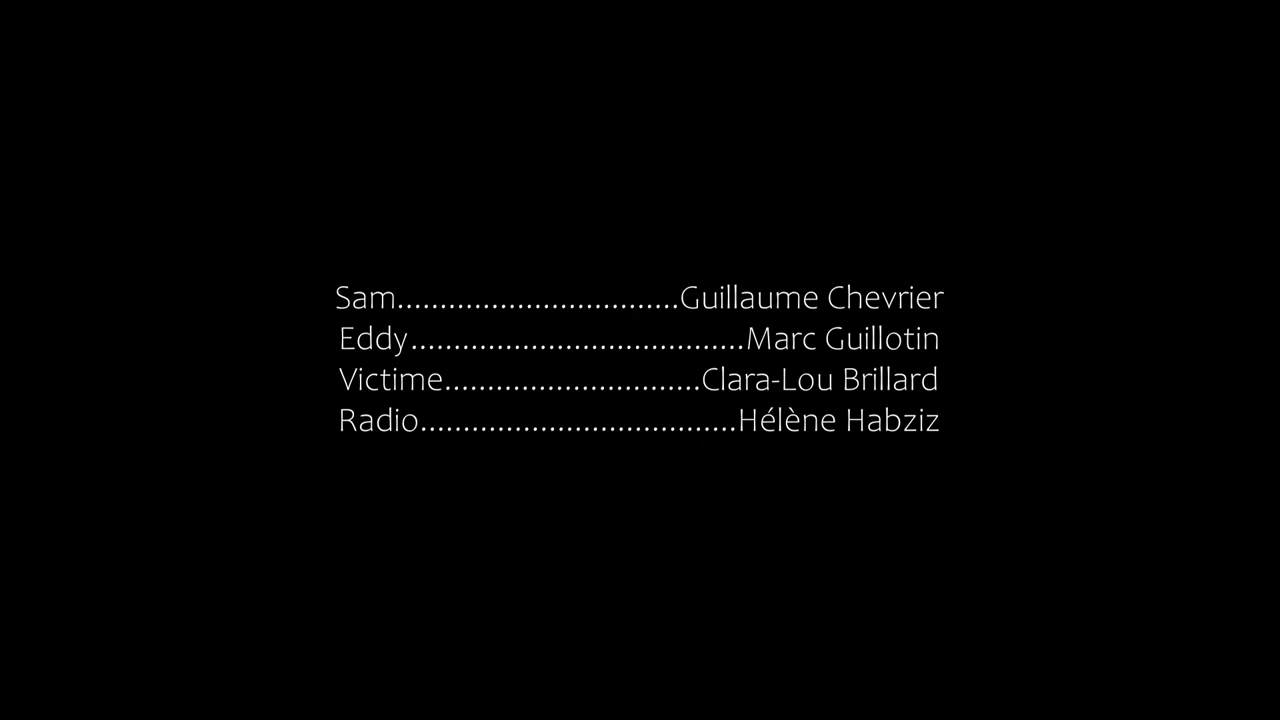 Sam.................................Guillaume Chevrier
Eddy.......................................Marc Guillotin
Victime..............................Clara-Lou Brillard
Radio.....................................Hélène Habziz